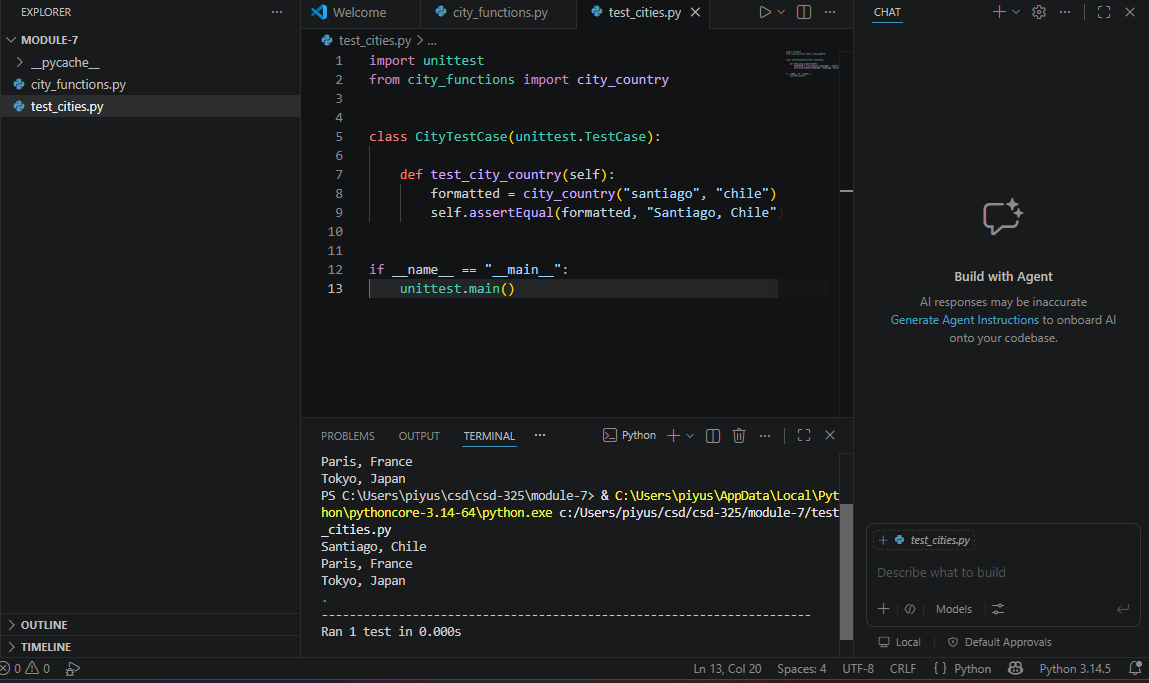 EXPLORER
MODULE-7
__pycache__
city_functions.py
test_cities.py
OUTLINE
TIMELINE
Welcome
city_functions.py
test_cities.py
test_cities.py > ...
1 import unittest
2 from city_functions import city_country
3
4
5 class CityTestCase(unittest.TestCase):
6
7 def test_city_country(self):
8 formatted = city_country("santiago", "chile")
9 self.assertEqual(formatted, "Santiago, Chile")
10
11
12 if __name__ == "__main__":
13 unittest.main()
PROBLEMS OUTPUT TERMINAL ...
Python
Paris, France
Tokyo, Japan
PS C:\Users\piyus\csd\csd-325\module-7> & C:\Users\piyus\AppData\Local\Pyt
hon\pythoncore-3.14-64\python.exe c:/Users/piyus/csd/csd-325/module-7/test
_cities.py
Santiago, Chile
Paris, France
Tokyo, Japan
.
----------------------------------------------------------------------
Ran 1 test in 0.000s
CHAT
Build with Agent
AI responses may be inaccurate
Generate Agent Instructions to onboard AI
onto your codebase.
test_cities.py
Describe what to build
Models
Local
Default Approvals
0 0
Ln 13, Col 20
Spaces: 4
UTF-8
CRLF
{ } Python
Python 3.14.5